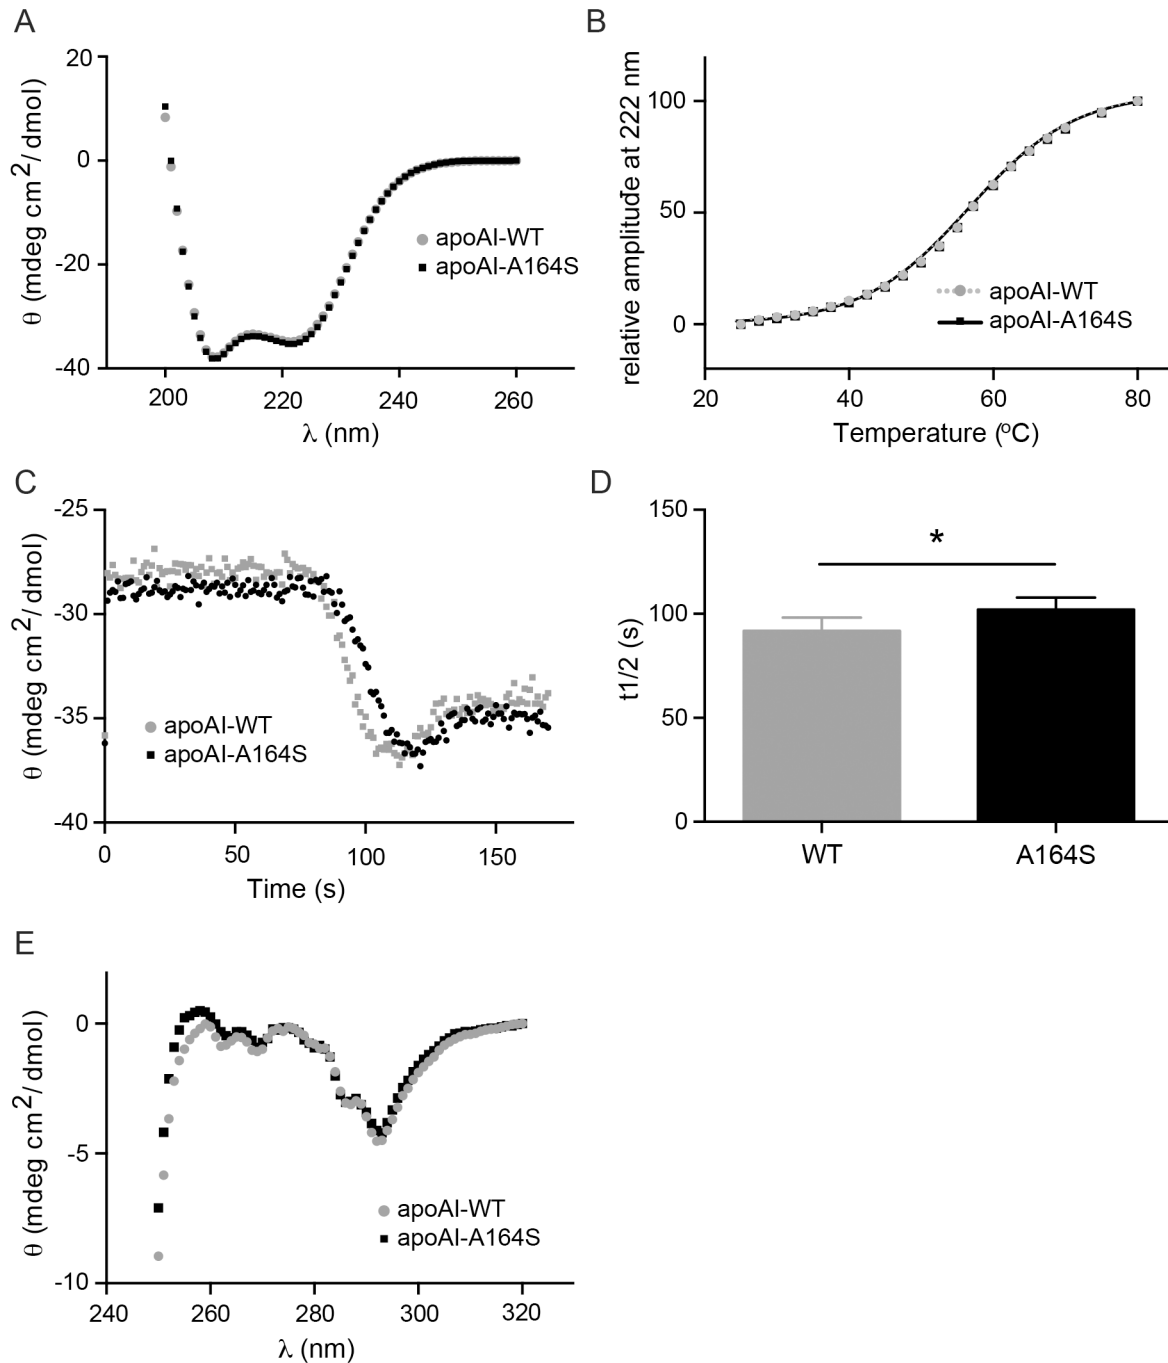 A
θ (mdeg cm2/ dmol)
20
0
-20
-40
200
220
240
260
λ (nm)
apoAI-WT
apoAI-A164S
B
relative amplitude at 222 nm
100
50
0
20
40
60
80
Temperature (ºC)
apoAI-WT
apoAI-A164S
C
θ (mdeg cm2/ dmol)
-25
-30
-35
-40
0
50
100
150
Time (s)
apoAI-WT
apoAI-A164S
D
t1/2 (s)
150
100
50
0
*
WT
A164S
E
θ (mdeg cm2/ dmol)
0
-5
-10
240
260
280
300
320
λ (nm)
apoAI-WT
apoAI-A164S